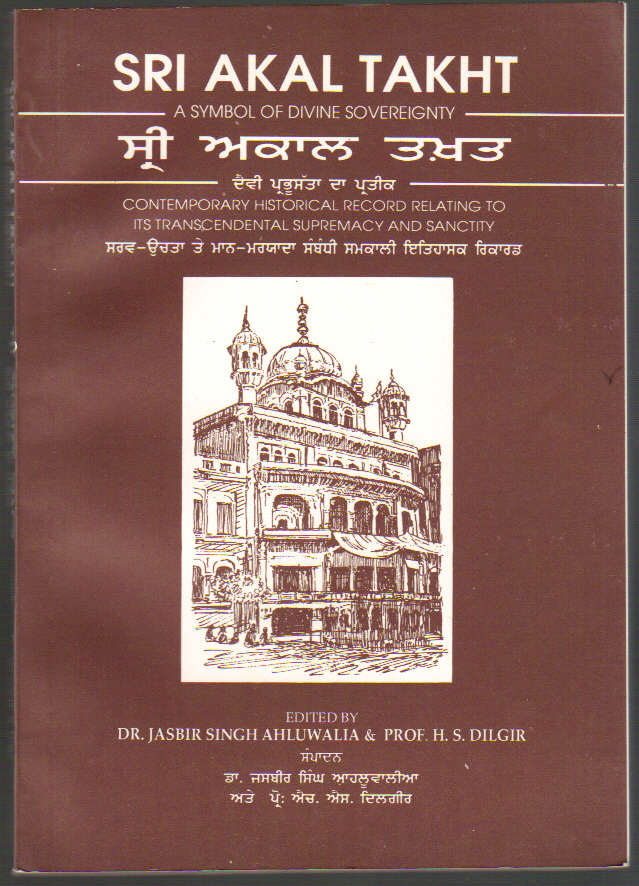 SRI AKAL TAKHT
A SYMBOL OF DIVINE SOVEREIGNTY
ਸ੍ਰੀ ਅਕਾਲ ਤਖ਼ਤ
ਦੈਵੀ ਪ੍ਰਭੂਸੱਤਾ ਦਾ ਪ੍ਰਤੀਕ
CONTEMPORARY HISTORICAL RECORD RELATING TO
ITS TRANSCENDENTAL SUPREMACY AND SANCTITY
ਸਰਵ-ਉਚਤਾ ਤੇ ਮਾਨ-ਮਰਯਾਦਾ ਸੰਬੰਧੀ ਸਮਕਾਲੀ ਇਤਿਹਾਸਕ ਰਿਕਾਰਡ
EDITED BY
DR. JASBIR SINGH AHLUWALIA & PROF. H. S. DILGIR
ਸੰਪਾਦਨ
ਡਾ. ਜਸਬੀਰ ਸਿੰਘ ਆਹਲੂਵਾਲੀਆ
ਅਤੇ ਪ੍ਰੋ: ਐਚ. ਐਸ. ਦਿਲਗੀਰ